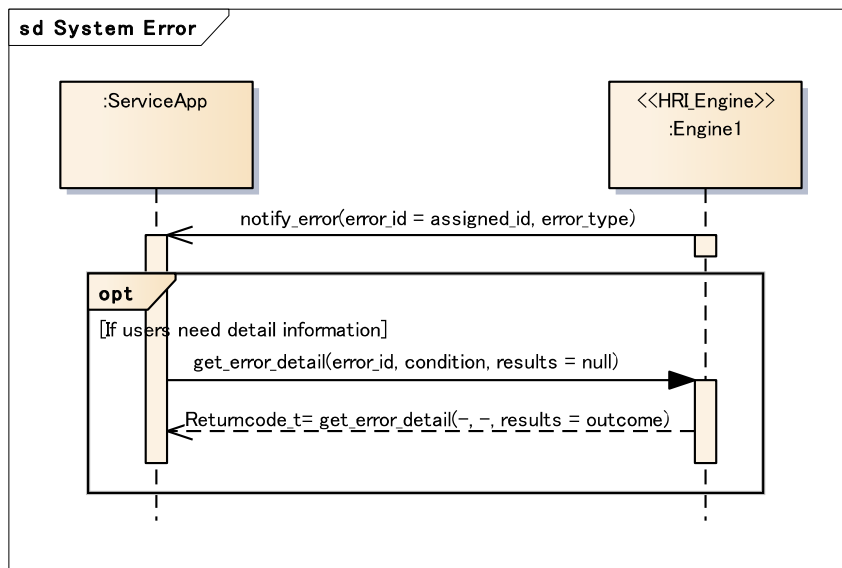 sd System Error
:ServiceApp
<<HRI_Engine>>
:Engine1
notify_error(error_id = assigned_id, error_type)
opt
[If users need detail information]
get_error_detail(error_id, condition, results = null)
Returncode_t= get_error_detail(-, -, results = outcome)